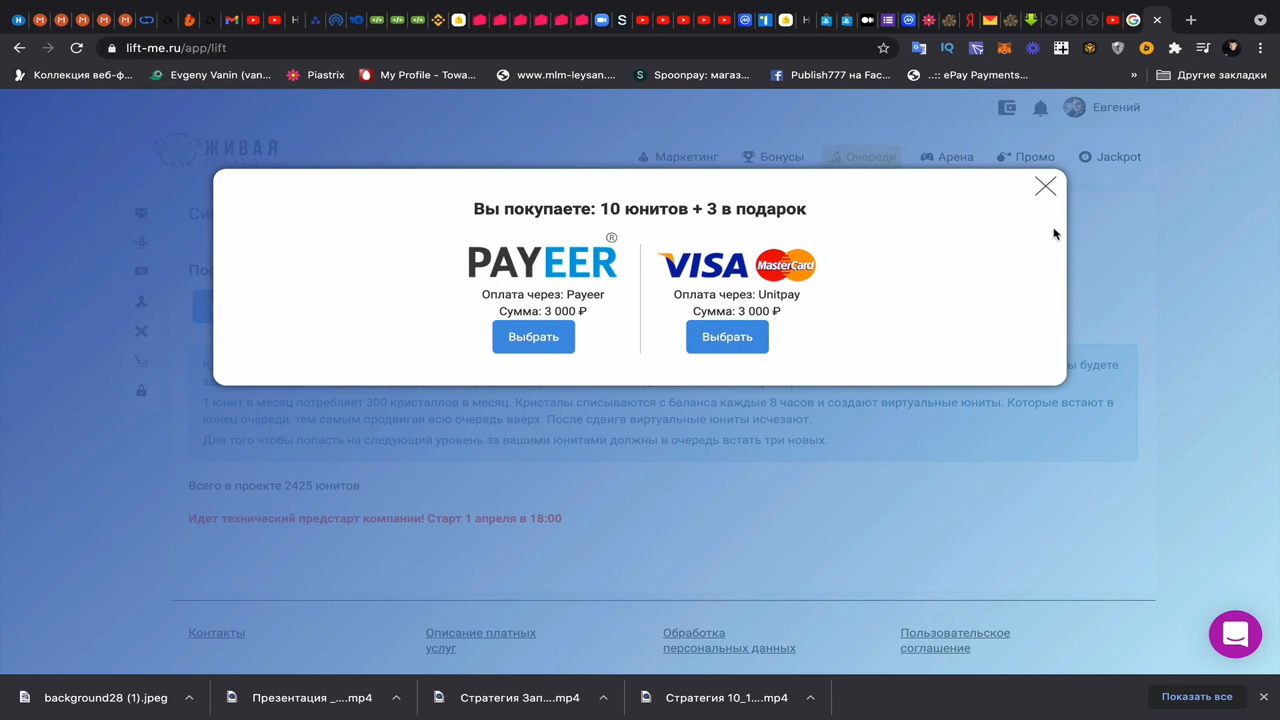 lift-me.ru/app/lift
Коллекция веб-ф...
Evgeny Vanin (van...
Piastrix
My Profile - Towa...
www.mlm-leysan.
Spoonpay: магаз...
Publish777 на Fac...
..:: ePay Payments...
»
Другие закладки
Евгений
ЖИВАЯ
Маркетинг
Бонусы
Очереди
Арена
Промо
Jackpot
Вы покупаете: 10 юнитов + 3 в подарок
PAYEER ®
VISA MasterCard
Оплата через: Payeer
Сумма: 3 000 ₽
Выбрать
Оплата через: Unitpay
Сумма: 3 000 ₽
Выбрать
ы будете
1 юнит в месяц потребляет 300 кристаллов в месяц. Кристалы списываются с баланса каждые 8 часов и создают виртуальные юниты. Которые встают в
конец очереди, тем самым продвигая всю очередь вверх. После сдвига виртуальные юниты исчезают.
Для того чтобы попасть на следующий уровень за вашими юнитами должны в очередь встать три новых.
Всего в проекте 2425 юнитов
Идет технический предстарт компании! Старт 1 апреля в 18:00
Контакты
Описание платных
услуг
Обработка
персональных данных
Пользовательское
соглашение
background28 (1).jpeg
Презентация _....mp4
Стратегия Зап....mp4
Стратегия 10_1....mp4
Показать все